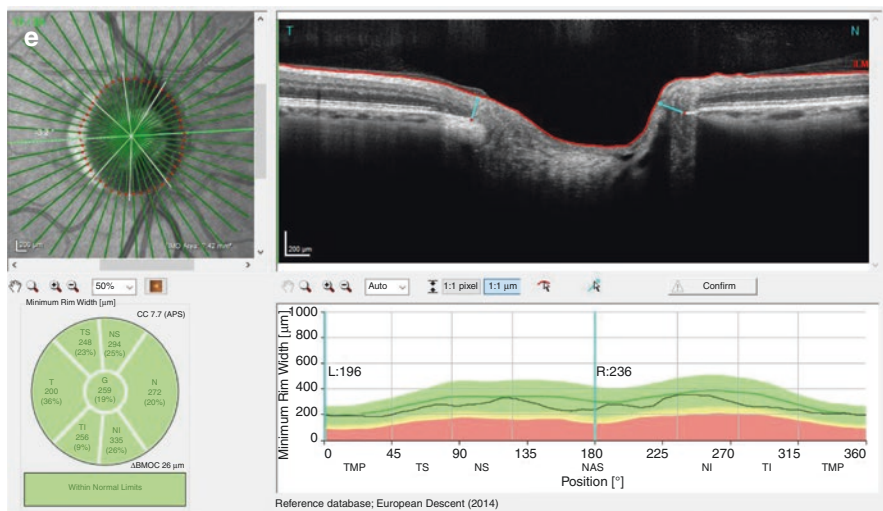 e
-3.2°
200 µm
T
N
ILM
200 µm
50%
Auto
1:1 pixel
1:1 µm
Confirm
Minimum Rim Width [µm]
CC 7.7 (APS)
TS
248
(23%)
NS
294
(25%)
T
200
(36%)
G
259
(19%)
N
272
(20%)
TI
256
(9%)
NI
335
(26%)
ΔBMOC 26 µm
Within Normal Limits
Minimum Rim Width [µm]
1000
800
600
400
200
0
L:196
R:236
0 45 90 135 180 225 270 315 360
TMP TS NS NAS NI TI TMP
Position [°]
Reference database; European Descent (2014)